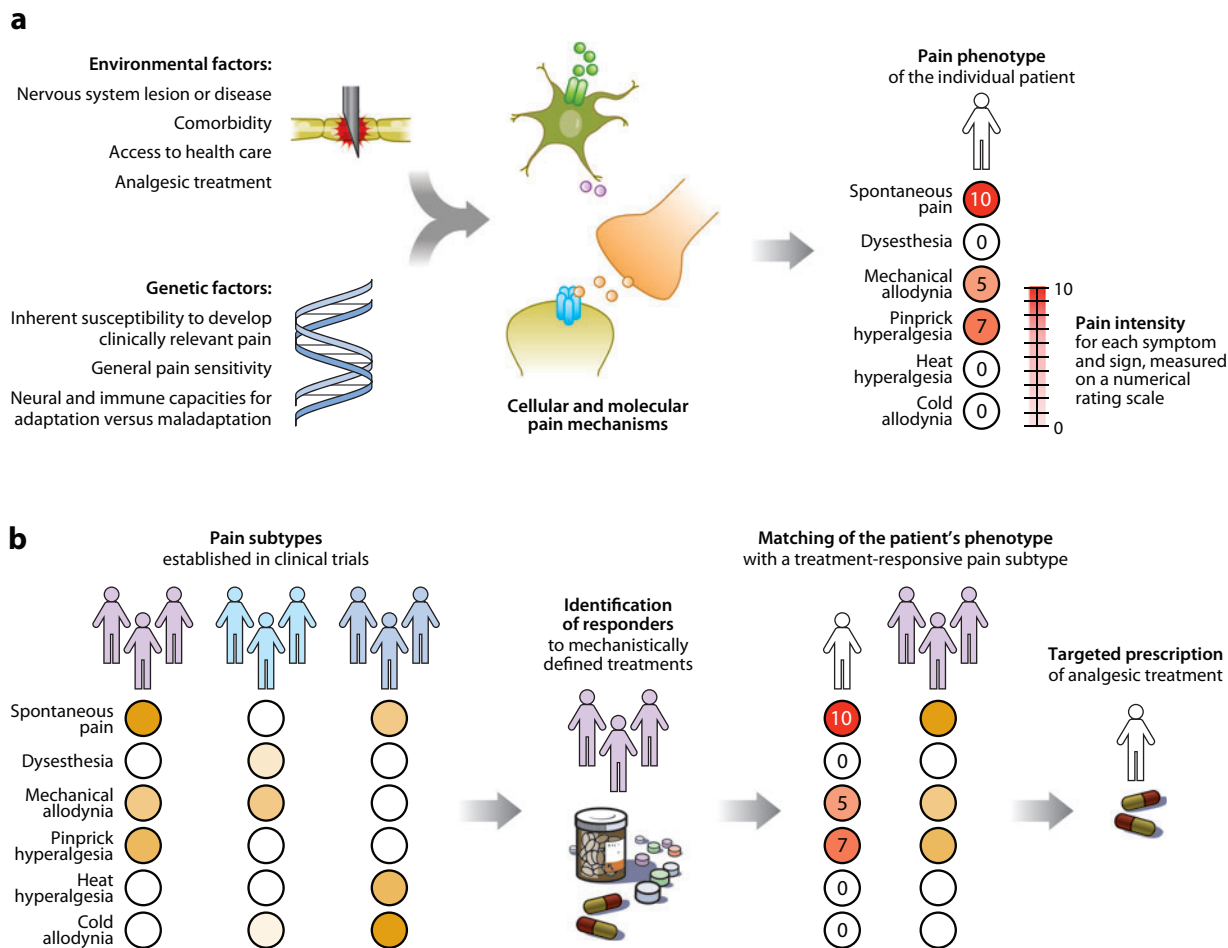 a
Environmental factors:
Nervous system lesion or disease
Comorbidity
Access to health care
Analgesic treatment
Genetic factors:
Inherent susceptibility to develop
clinically relevant pain
General pain sensitivity
Neural and immune capacities for
adaptation versus maladaptation
Cellular and molecular
pain mechanisms
Pain phenotype
of the individual patient
Spontaneous
pain
10
Dysesthesia
0
Mechanical
allodynia
5
Pinprick
hyperalgesia
7
Heat
hyperalgesia
0
Cold
allodynia
0
10
0
Pain intensity
for each symptom
and sign, measured
on a numerical
rating scale
b
Pain subtypes
established in clinical trials
Spontaneous
pain
Dysesthesia
Mechanical
allodynia
Pinprick
hyperalgesia
Heat
hyperalgesia
Cold
allodynia
Identification
of responders
to mechanistically
defined treatments
Matching of the patient's phenotype
with a treatment-responsive pain subtype
10
0
5
7
0
0
Targeted prescription
of analgesic treatment